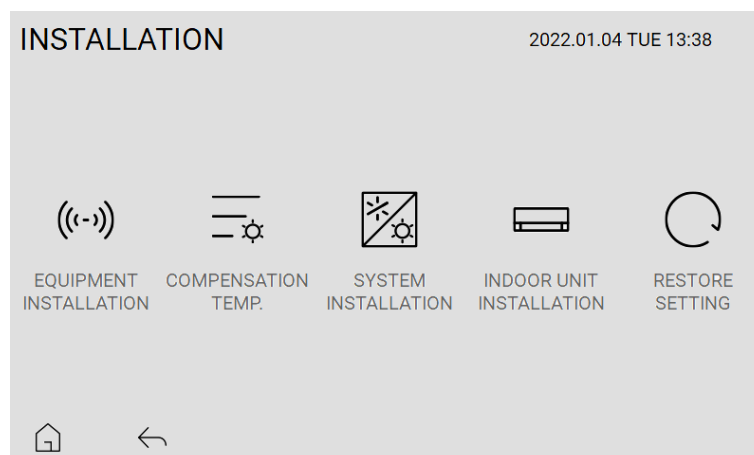 INSTALLATION
2022.01.04 TUE 13:38
EQUIPMENT
INSTALLATION
COMPENSATION
TEMP.
SYSTEM
INSTALLATION
INDOOR UNIT
INSTALLATION
RESTORE
SETTING